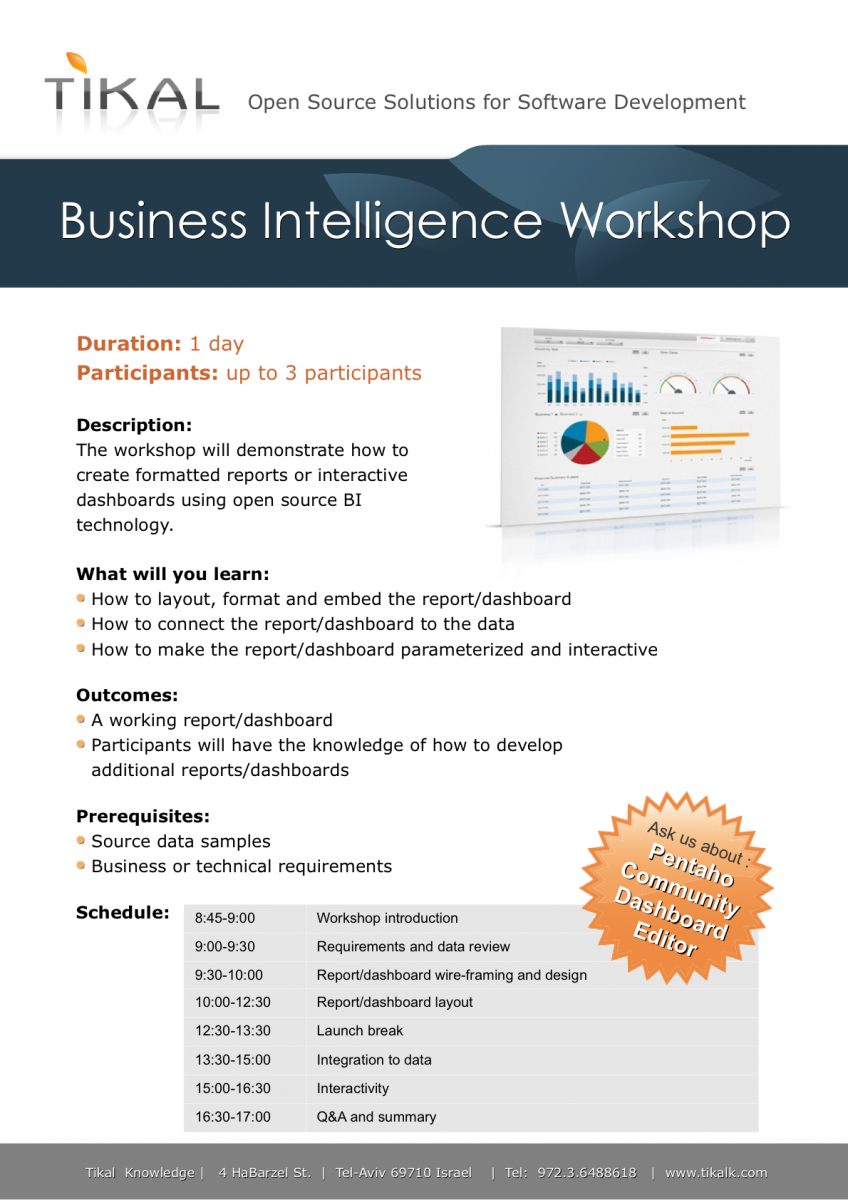 TIKAL
Open Source Solutions for Software Development
Business Intelligence Workshop
Duration: 1 day
Participants: up to 3 participants
Description:
The workshop will demonstrate how to
create formatted reports or interactive
dashboards using open source BI
technology.
What will you learn:
How to layout, format and embed the report/dashboard
How to connect the report/dashboard to the data
How to make the report/dashboard parameterized and interactive
Outcomes:
A working report/dashboard
Participants will have the knowledge of how to develop
additional reports/dashboards
Prerequisites:
Source data samples
Business or technical requirements
Ask us about :
Pentaho
Community
Dashboard
Editor
Schedule:
8:45-9:00 Workshop introduction
9:00-9:30 Requirements and data review
9:30-10:00 Report/dashboard wire-framing and design
10:00-12:30 Report/dashboard layout
12:30-13:30 Launch break
13:30-15:00 Integration to data
15:00-16:30 Interactivity
16:30-17:00 Q&A and summary
Tikal Knowledge | 4 HaBarzel St. | Tel-Aviv 69710 Israel | Tel: 972.3.6488618 | www.tikalk.com